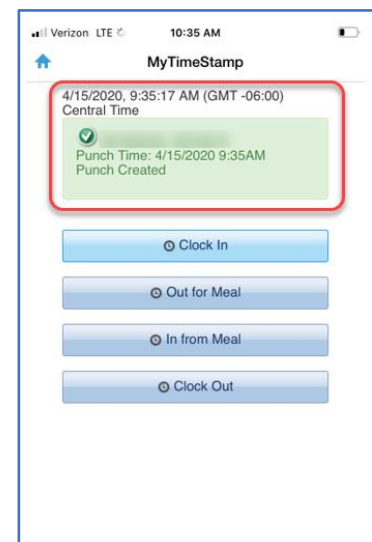 Verizon LTE 10:35 AM
MyTimeStamp
4/15/2020, 9:35:17 AM (GMT -06:00)
Central Time
Punch Time: 4/15/2020 9:35AM
Punch Created
Clock In
Out for Meal
In from Meal
Clock Out